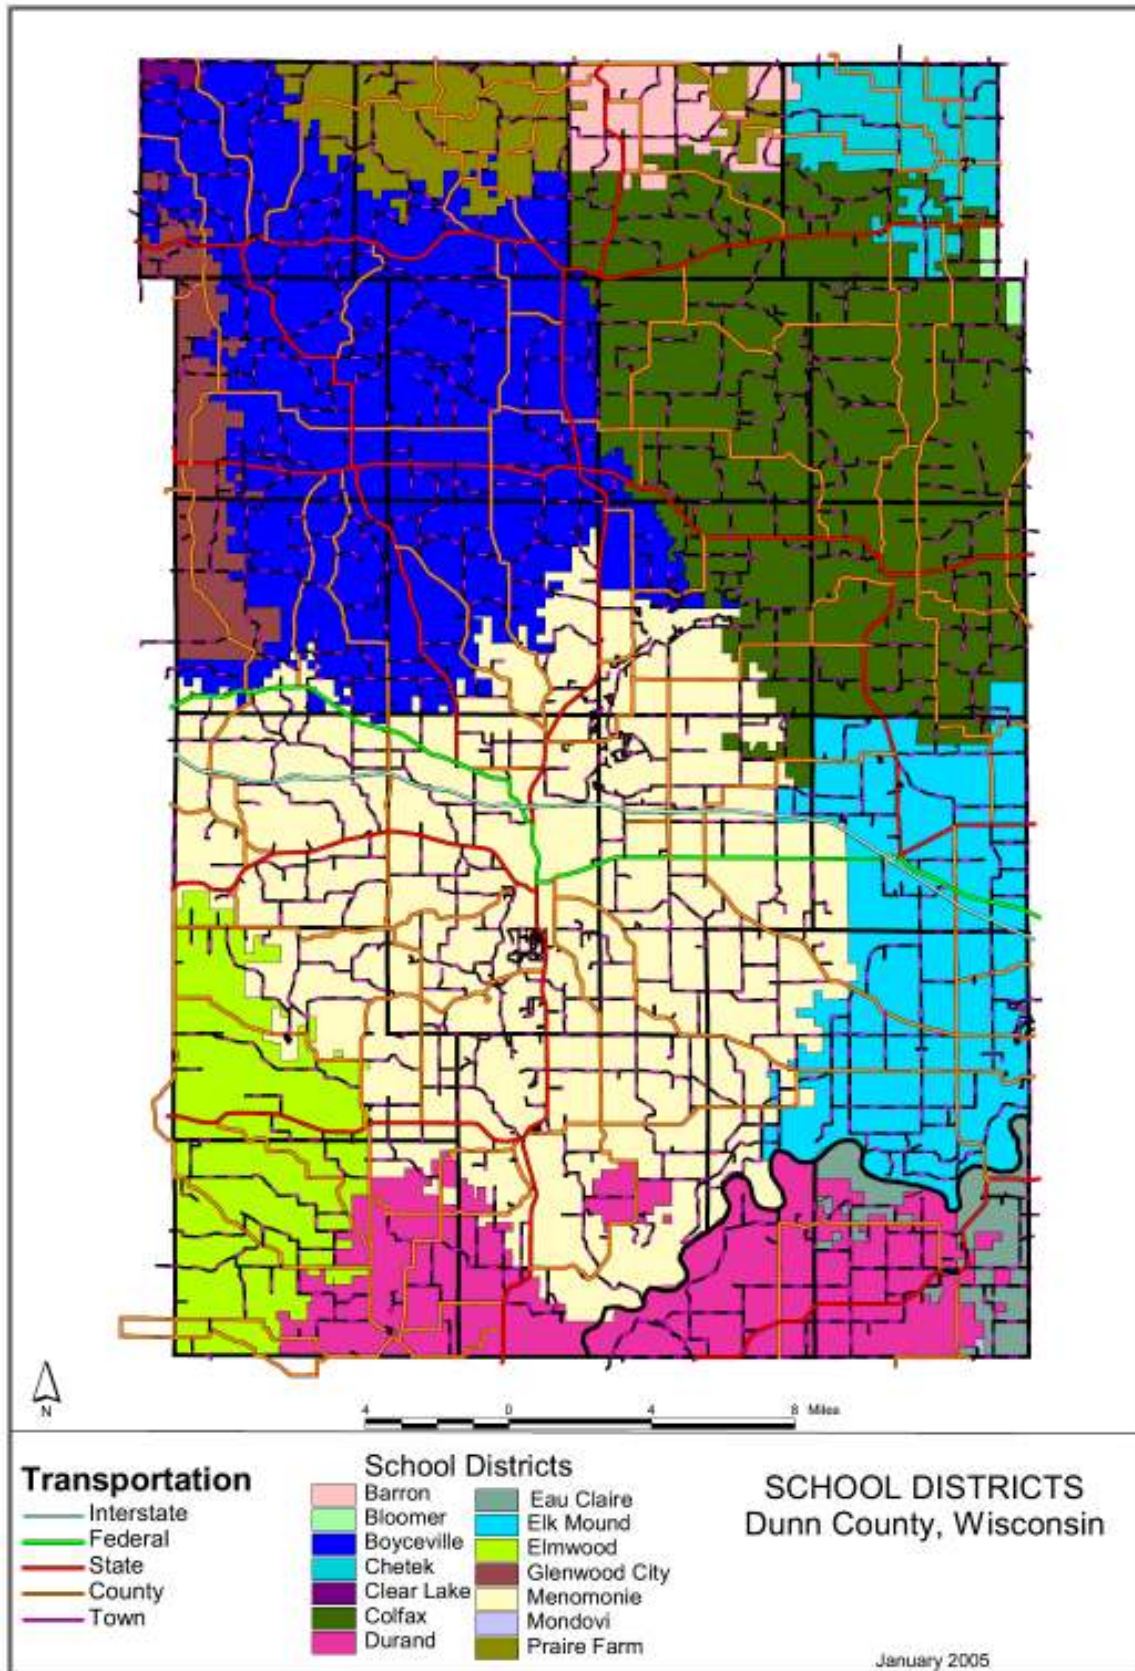 N
4 0 4 8 Miles
Transportation
Interstate
Federal
State
County
Town
School Districts
Barron
Bloomer
Boyceville
Chetek
Clear Lake
Colfax
Durand
Eau Claire
Elk Mound
Elmwood
Glenwood City
Menomonie
Mondovi
Praire Farm
SCHOOL DISTRICTS
Dunn County, Wisconsin
January 2005